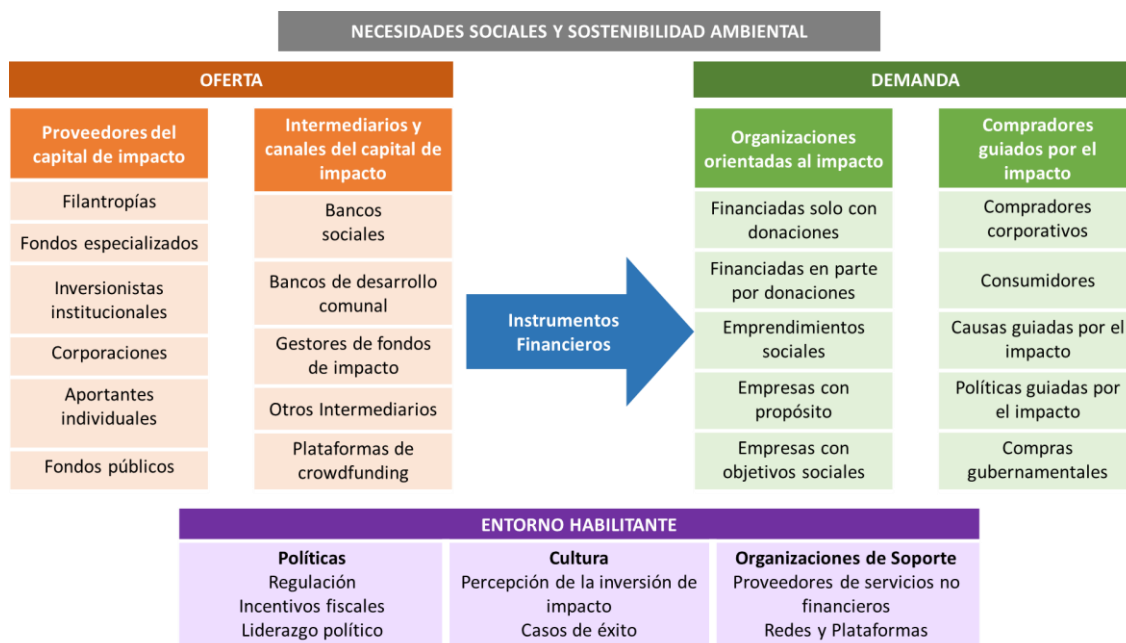 NECESIDADES SOCIALES Y SOSTENIBILIDAD AMBIENTAL
OFERTA
Proveedores del
capital de impacto
Filantropías
Fondos especializados
Inversionistas
institucionales
Corporaciones
Aportantes
individuales
Fondos públicos
Intermediarios y
canales del capital de
impacto
Bancos
sociales
Bancos de desarrollo
comunal
Gestores de fondos
de impacto
Otros Intermediarios
Plataformas de
crowdfunding
Instrumentos
Financieros
DEMANDA
Organizaciones
orientadas al impacto
Financiadas solo con
donaciones
Financiadas en parte
por donaciones
Emprendimientos
sociales
Empresas con
propósito
Empresas con
objetivos sociales
Compradores
guiados por el
impacto
Compradores
corporativos
Consumidores
Causas guiadas por el
impacto
Políticas guiadas por
el impacto
Compras
gubernamentales
ENTORNO HABILITANTE
Políticas
Regulación
Incentivos fiscales
Liderazgo político
Cultura
Percepción de la inversión de
impacto
Casos de éxito
Organizaciones de Soporte
Proveedores de servicios no
financieros
Redes y Plataformas